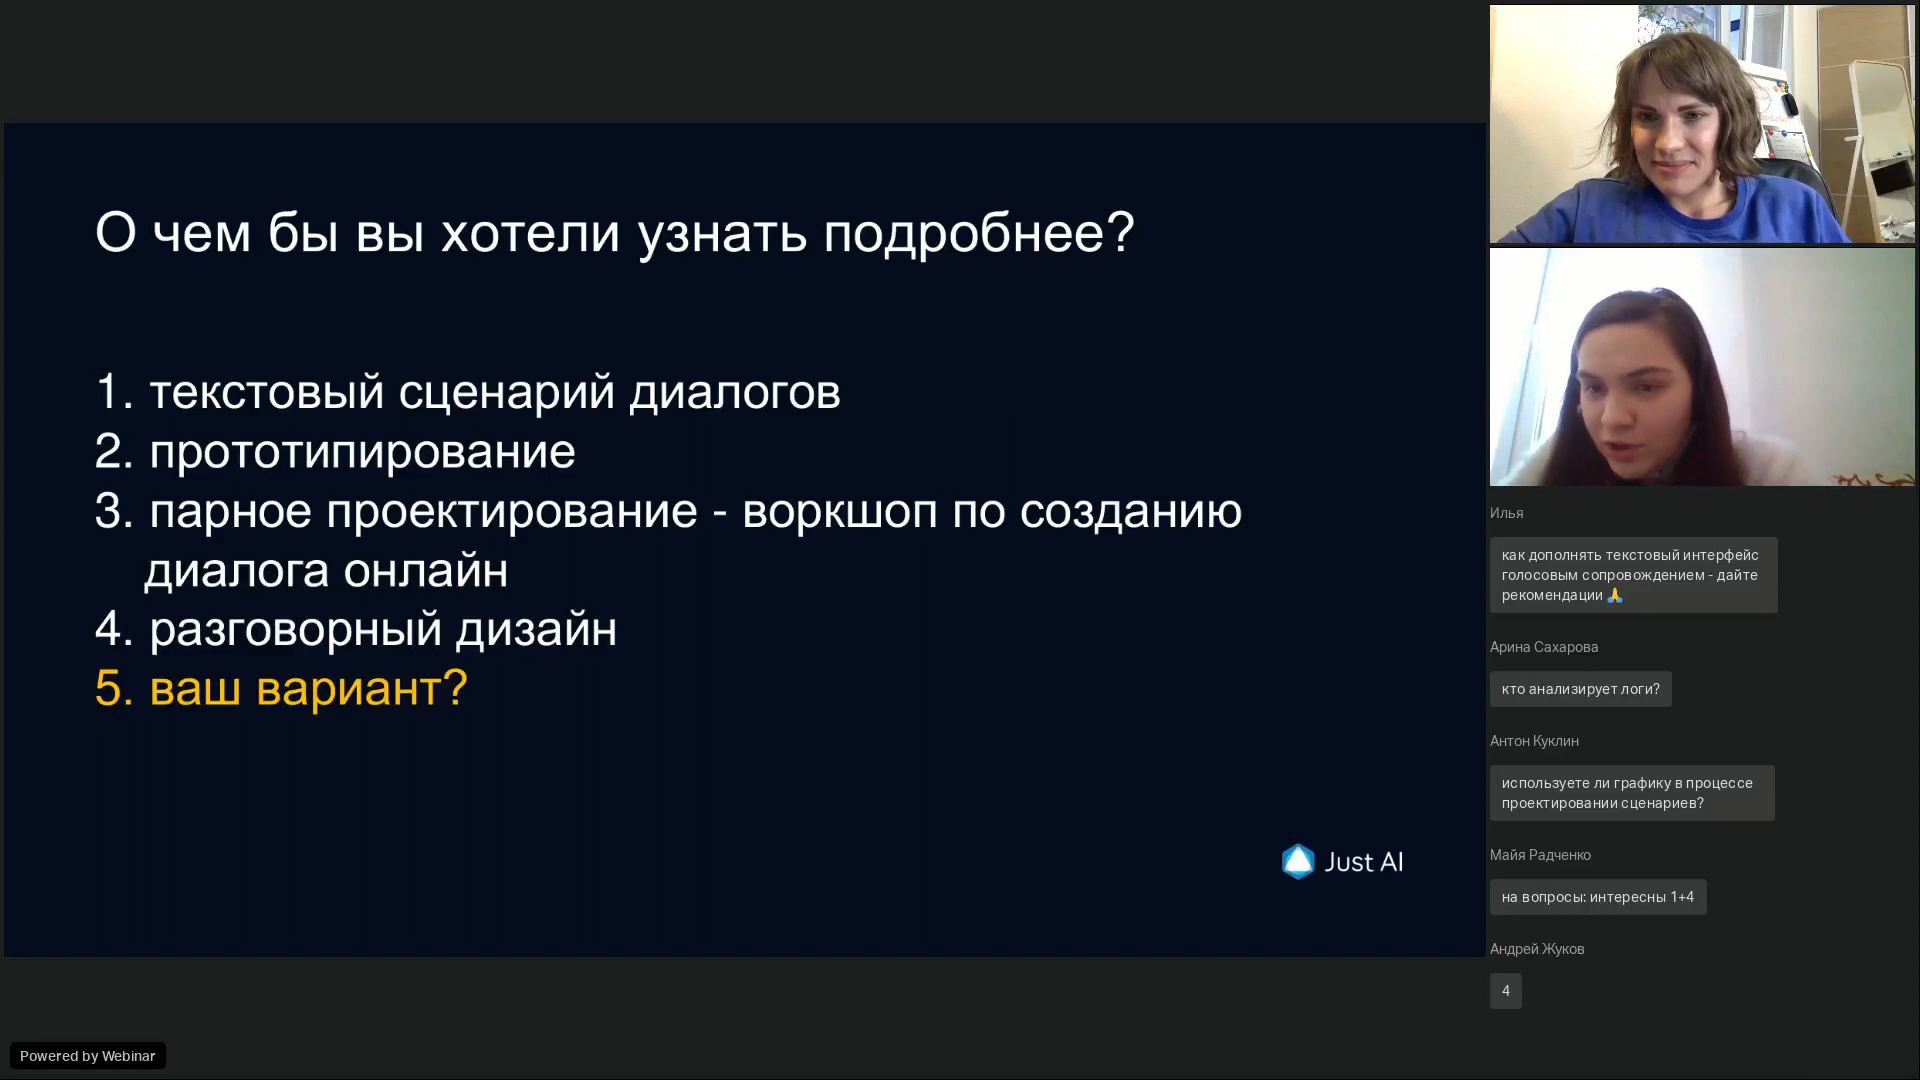 О чем бы вы хотели узнать подробнее?
1. текстовый сценарий диалогов
2. прототипирование
3. парное проектирование - воркшоп по созданию
диалога онлайн
4. разговорный дизайн
5. ваш вариант?
Just AI
Илья
как дополнять текстовый интерфейс
голосовым сопровождением - дайте
рекомендации 🙏
Арина Сахарова
кто анализирует логи?
Антон Куклин
используете ли графику в процессе
проектировании сценариев?
Майя Радченко
на вопросы: интересны 1+4
Андрей Жуков
4
Powered by Webinar